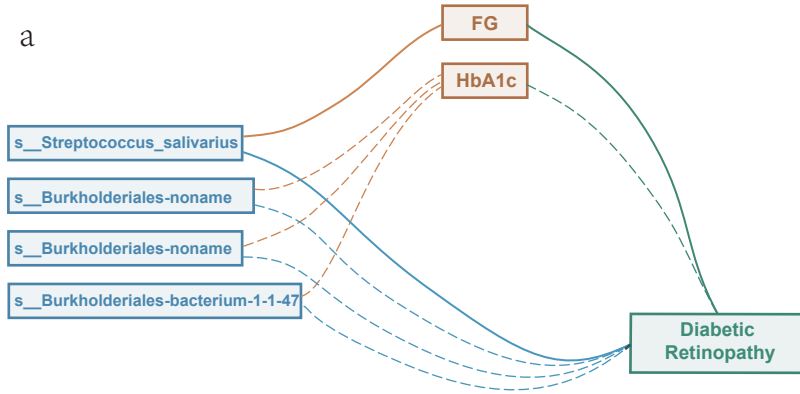 a
FG
HbA1c
s__Streptococcus_salivarius
s__Burkholderiales-noname
s__Burkholderiales-noname
s__Burkholderiales-bacterium-1-1-47
Diabetic
Retinopathy